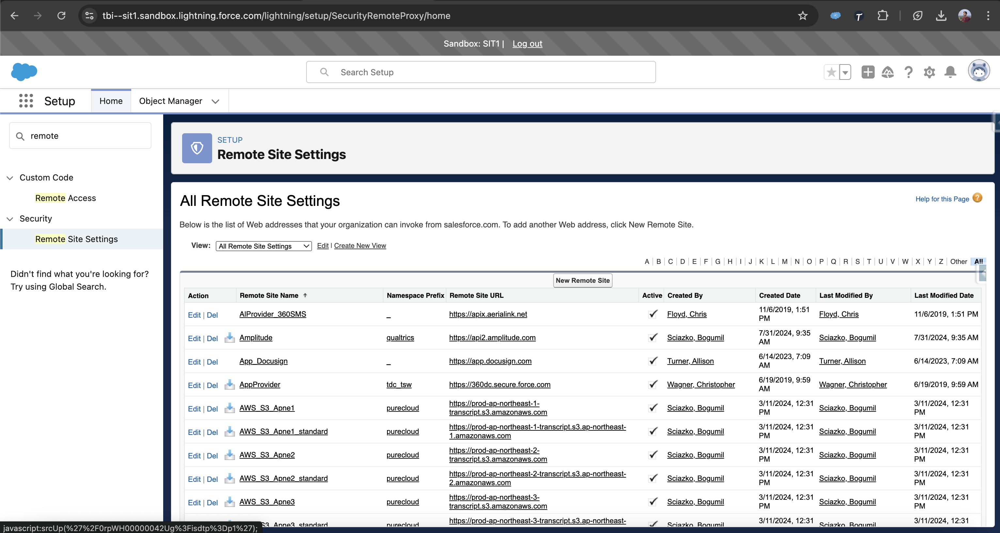 tbi--sit1.sandbox.lightning.force.com/lightning/setup/SecurityRemoteProxy/home
Sandbox: SIT1 | Log out
Search Setup
Setup Home Object Manager
remote
Custom Code
Remote Access
Security
Remote Site Settings
Didn't find what you're looking for?
Try using Global Search.
SETUP
Remote Site Settings
All Remote Site Settings
Help for this Page ?
Below is the list of Web addresses that your organization can invoke from salesforce.com. To add another Web address, click New Remote Site.
View: All Remote Site Settings Edit | Create New View
A | B | C | D | E | F | G | H | I | J | K | L | M | N | O | P | Q | R | S | T | U | V | W | X | Y | Z | Other | All
New Remote Site
Action Remote Site Name ↑ Namespace Prefix Remote Site URL Active Created By Created Date Last Modified By Last Modified Date
Edit | Del AIProvider_360SMS _ https://apix.aerialink.net Floyd, Chris 11/6/2019, 1:51 PM Floyd, Chris 11/6/2019, 1:51 PM
Edit | Del Amplitude qualtrics https://api2.amplitude.com Sciazko, Bogumil 7/31/2024, 9:35 AM Sciazko, Bogumil 7/31/2024, 9:35 AM
Edit | Del App_Docusign _ https://app.docusign.com Turner, Allison 6/14/2023, 7:09 AM Turner, Allison 6/14/2023, 7:09 AM
Edit | Del AppProvider tdc_tsw https://360dc.secure.force.com Wagner, Christopher 6/19/2019, 9:59 AM Wagner, Christopher 6/19/2019, 9:59 AM
Edit | Del AWS_S3_Apne1 purecloud https://prod-ap-northeast-1-transcript.s3.amazonaws.com Sciazko, Bogumil 3/11/2024, 12:31 PM Sciazko, Bogumil 3/11/2024, 12:31 PM
Edit | Del AWS_S3_Apne1_standard purecloud https://prod-ap-northeast-1-transcript.s3.ap-northeast-1.amazonaws.com Sciazko, Bogumil 3/11/2024, 12:31 PM Sciazko, Bogumil 3/11/2024, 12:31 PM
Edit | Del AWS_S3_Apne2 purecloud https://prod-ap-northeast-2-transcript.s3.amazonaws.com Sciazko, Bogumil 3/11/2024, 12:31 PM Sciazko, Bogumil 3/11/2024, 12:31 PM
Edit | Del AWS_S3_Apne2_standard purecloud https://prod-ap-northeast-2-transcript.s3.ap-northeast-2.amazonaws.com Sciazko, Bogumil 3/11/2024, 12:31 PM Sciazko, Bogumil 3/11/2024, 12:31 PM
Edit | Del AWS_S3_Apne3 purecloud https://prod-ap-northeast-3-transcript.s3.amazonaws.com Sciazko, Bogumil 3/11/2024, 12:31 PM Sciazko, Bogumil 3/11/2024, 12:31 PM
S3_Apne3_standard purecloud https://prod-ap-northeast-3-transcript.s3.ap-northeast- Sciazko, Bogumil 3/11/2024, 12:31 Sciazko, Bogumil 3/11/2024, 12:31
javascript:srcUp(%27%2F0rpWH00000042Ug%3Fisdtp%3Dp1%27);